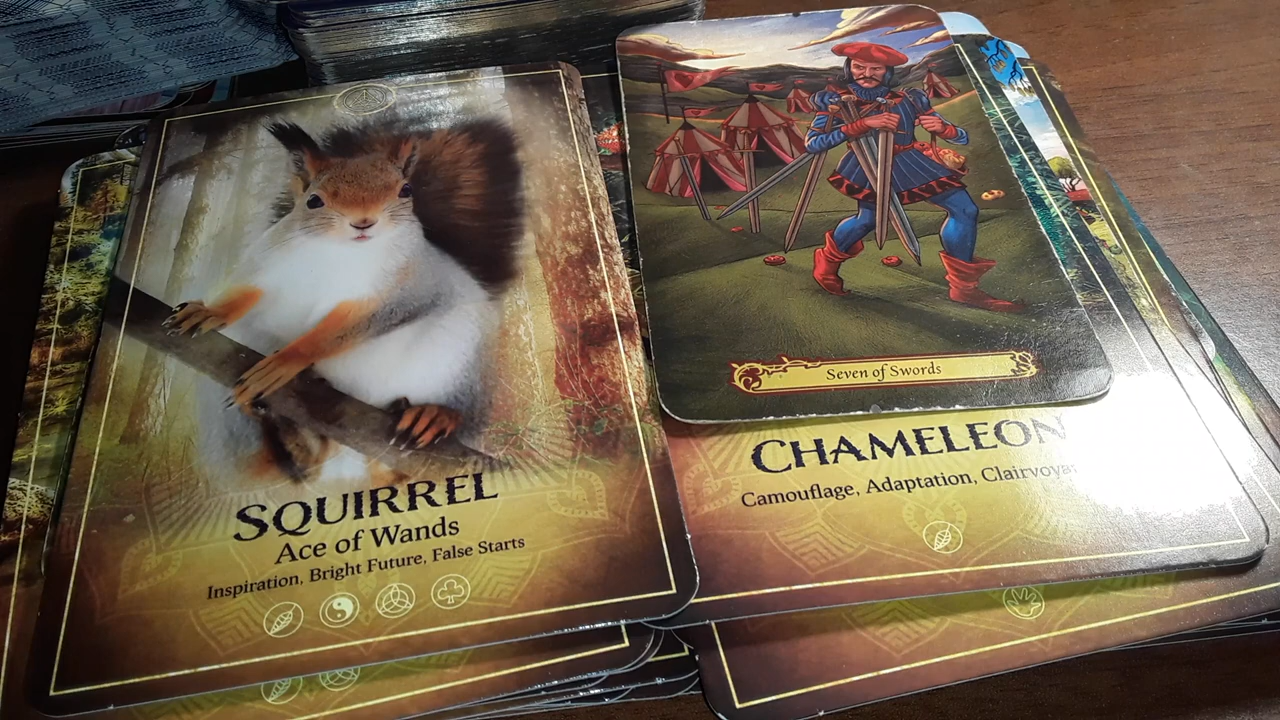 SQUIRREL
Ace of Wands
Inspiration, Bright Future, False Starts
Seven of Swords
CHAMELEON
Camouflage, Adaptation,